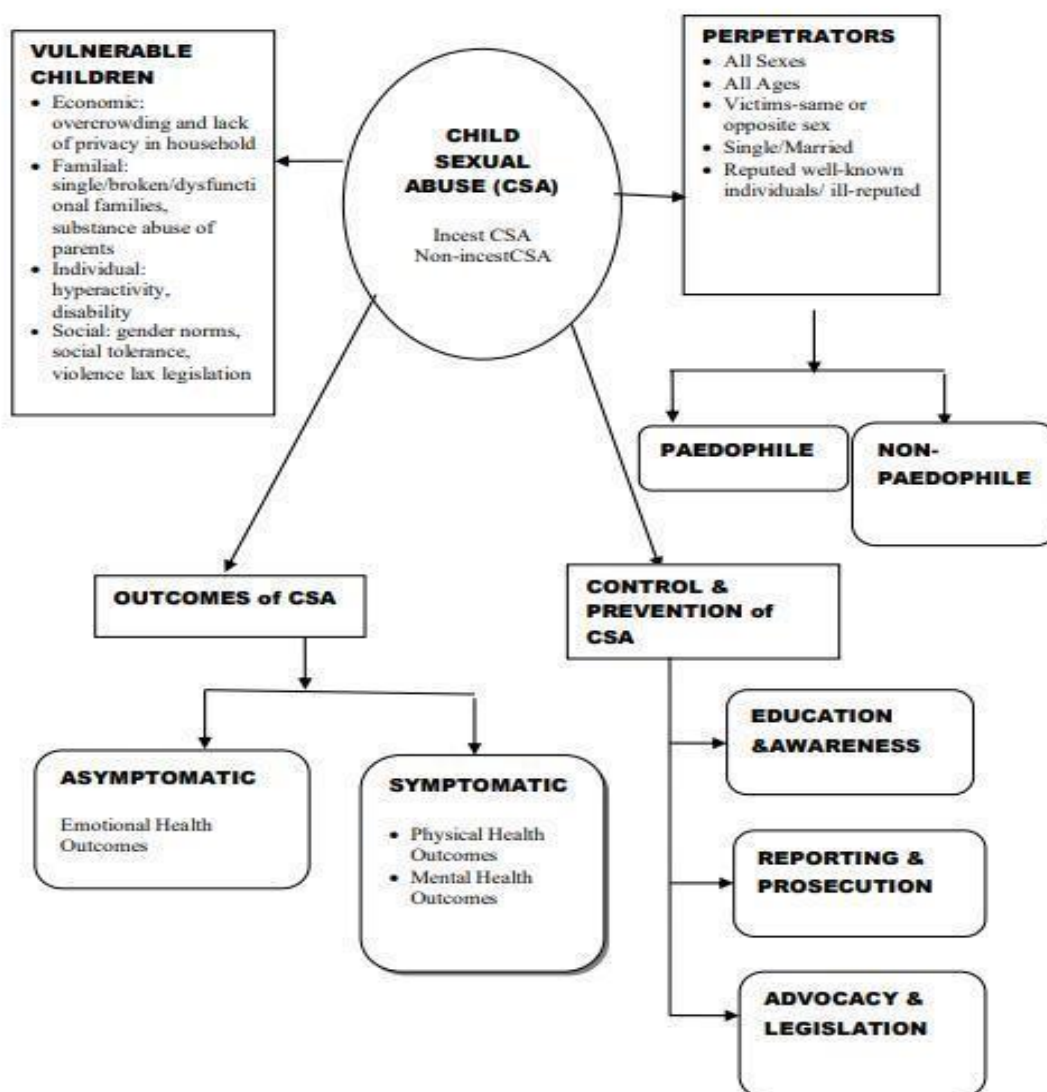 VULNERABLE
CHILDREN
• Economic:
overcrowding and lack
of privacy in household
• Familial:
single/broken/dysfuncti
onal families,
substance abuse of
parents
• Individual:
hyperactivity,
disability
• Social: gender norms,
social tolerance,
violence lax legislation
CHILD
SEXUAL
ABUSE (CSA)
Incest CSA
Non-incestCSA
PERPETRATORS
• All Sexes
• All Ages
• Victims-same or
opposite sex
• Single/Married
• Reputed well-known
individuals/ ill-reputed
PAEDOPHILE
NON-
PAEDOPHILE
OUTCOMES of CSA
CONTROL &
PREVENTION of
CSA
ASYMPTOMATIC
Emotional Health
Outcomes
SYMPTOMATIC
• Physical Health
Outcomes
• Mental Health
Outcomes
EDUCATION
&AWARENESS
REPORTING &
PROSECUTION
ADVOCACY &
LEGISLATION